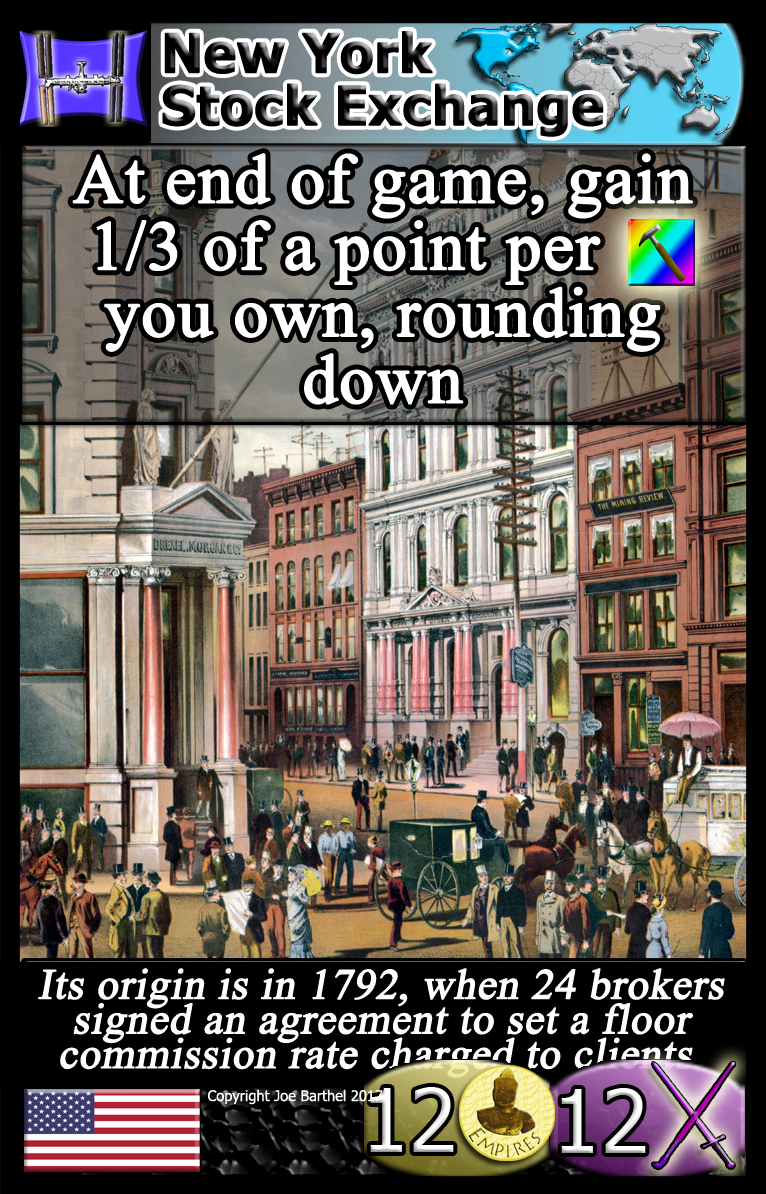 New York
Stock Exchange
At end of game, gain
1/3 of a point per
you own, rounding
down
DREXEL, MORGAN & CO
THE MINING REVIEW.
Its origin is in 1792, when 24 brokers
signed an agreement to set a floor
commission rate charged to clients
Copyright Joe Barthel 2017
12
EMPIRES
12